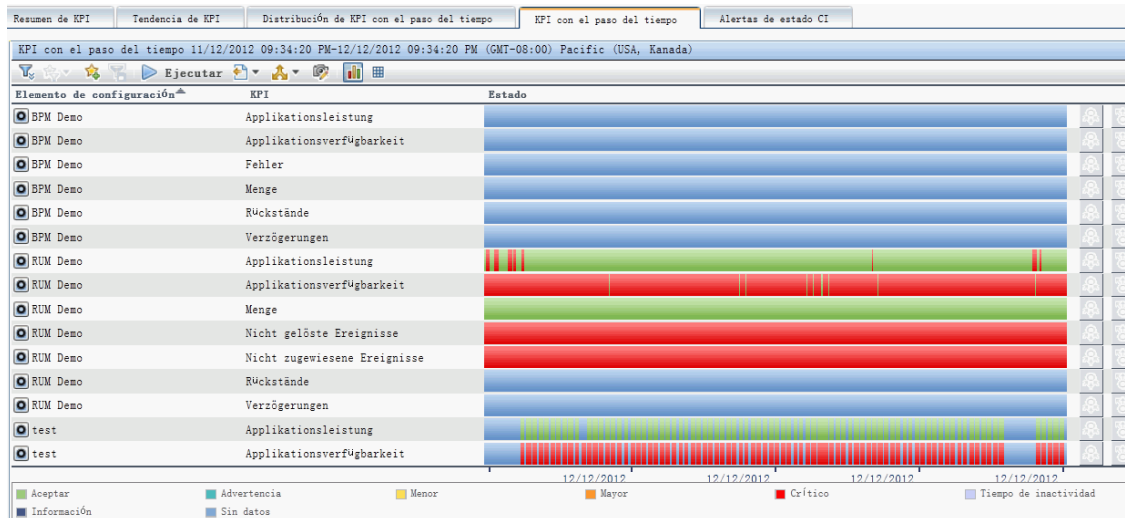 Resumen de KPI Tendencia de KPI Distribución de KPI con el paso del tiempo KPI con el paso del tiempo Alertas de estado CI
KPI con el paso del tiempo 11/12/2012 09:34:20 PM-12/12/2012 09:34:20 PM (GMT-08:00) Pacific (USA, Kanada)
Ejecutar
Elemento de configuración KPI Estado
BPM Demo Applikationsleistung
BPM Demo Applikationsverfügbarkeit
BPM Demo Fehler
BPM Demo Menge
BPM Demo Rückstände
BPM Demo Verzögerungen
RUM Demo Applikationsleistung
RUM Demo Applikationsverfügbarkeit
RUM Demo Menge
RUM Demo Nicht gelöste Ereignisse
RUM Demo Nicht zugewiesene Ereignisse
RUM Demo Rückstände
RUM Demo Verzögerungen
test Applikationsleistung
test Applikationsverfügbarkeit
12/12/2012 12/12/2012 12/12/2012 12/12/2012
Aceptar Advertencia Menor Mayor Crítico Tiempo de inactividad
Información Sin datos